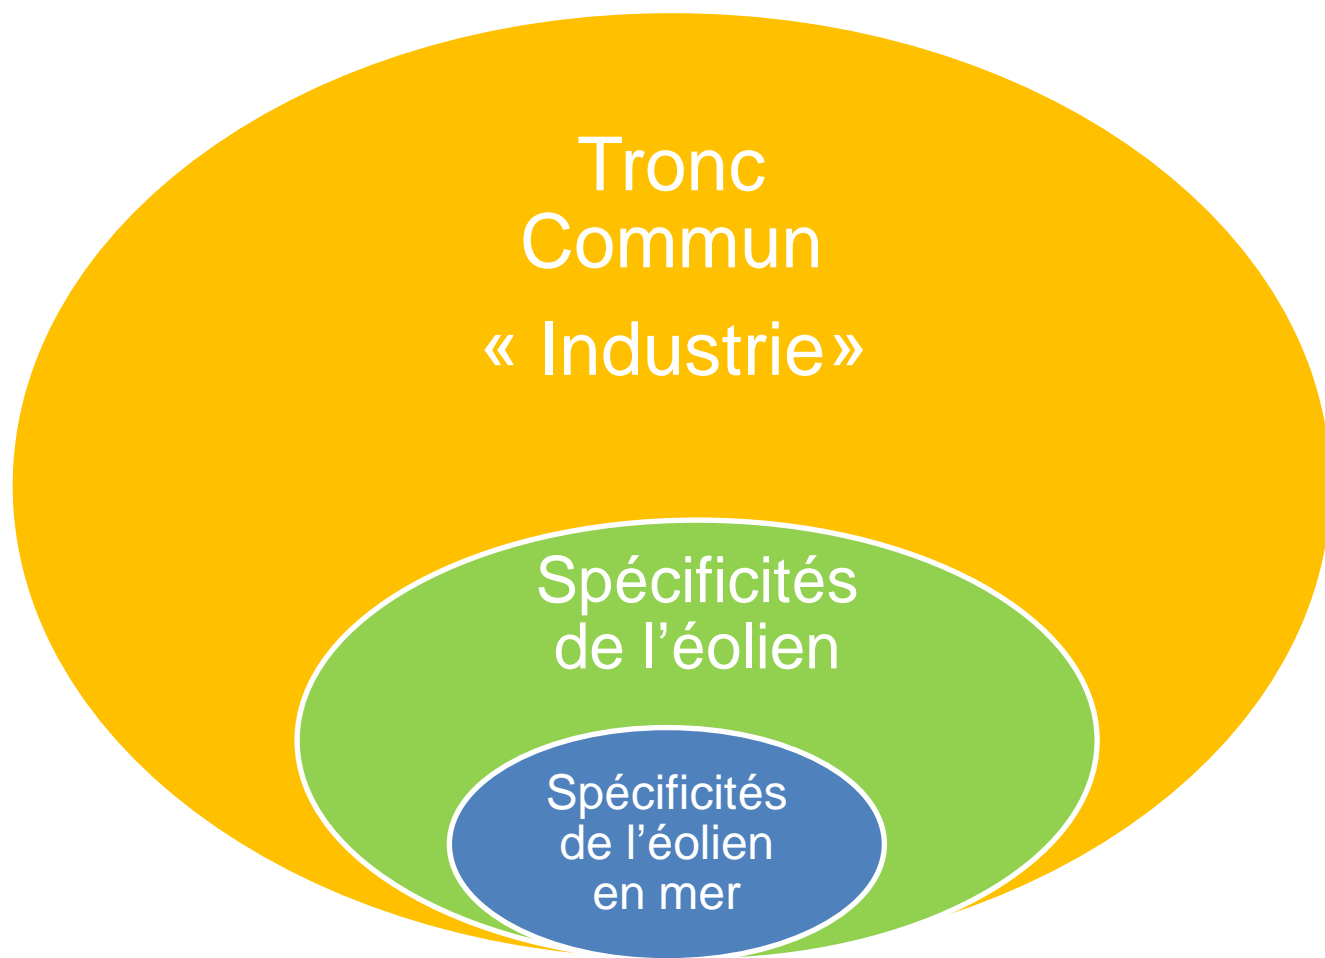 Tronc
Commun
« Industrie»
Spécificités
de l’éolien
Spécificités
de l’éolien
en mer